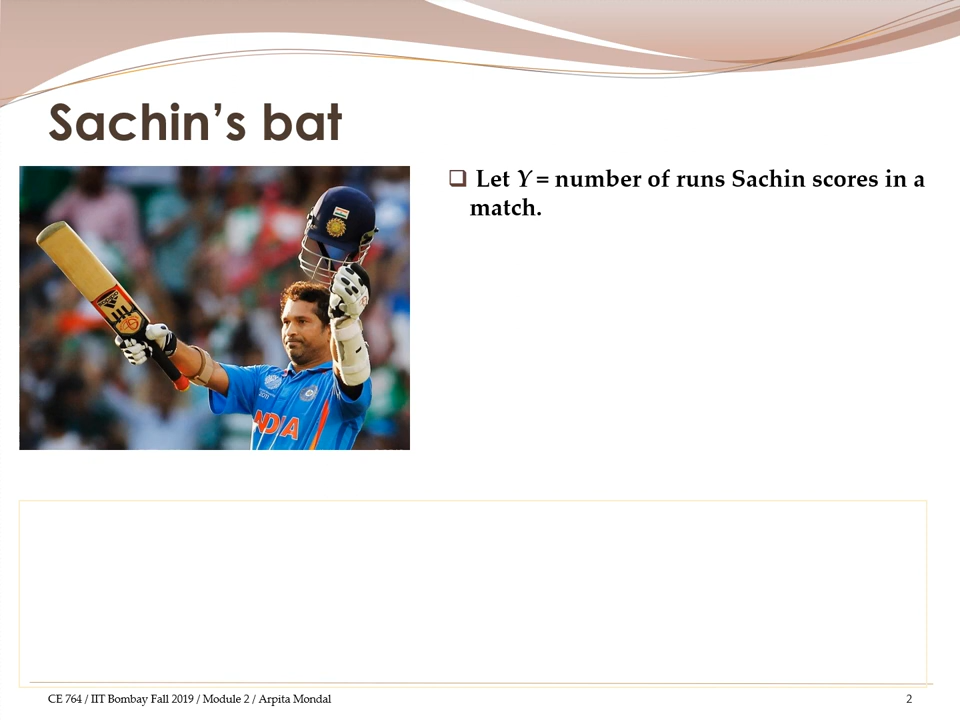 Sachin’s bat
Let Y = number of runs Sachin scores in a
match.
INDIA
CE 764 / IIT Bombay Fall 2019 / Module 2 / Arpita Mondal
2